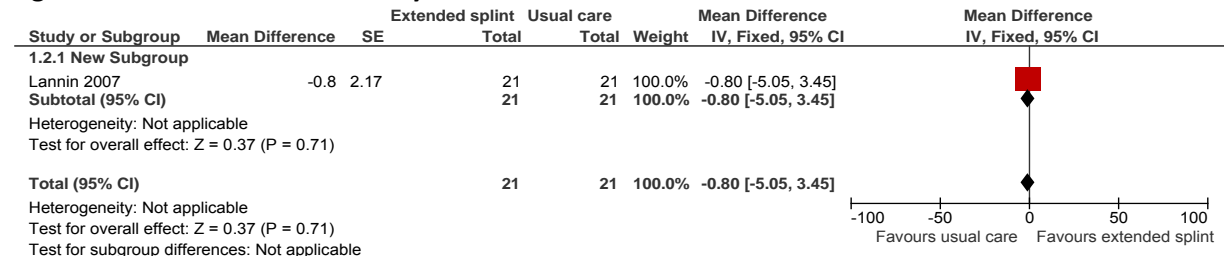 Extended splint Usual care Mean Difference Mean Difference
Study or Subgroup Mean Difference SE Total Total Weight IV, Fixed, 95% CI IV, Fixed, 95% CI
1.2.1 New Subgroup
Lannin 2007 -0.8 2.17 21 21 100.0% -0.80 [-5.05, 3.45]
Subtotal (95% CI) 21 21 100.0% -0.80 [-5.05, 3.45]
Heterogeneity: Not applicable
Test for overall effect: Z = 0.37 (P = 0.71)
Total (95% CI) 21 21 100.0% -0.80 [-5.05, 3.45]
Heterogeneity: Not applicable
Test for overall effect: Z = 0.37 (P = 0.71)
Test for subgroup differences: Not applicable
-100 -50 0 50 100
Favours usual care Favours extended splint